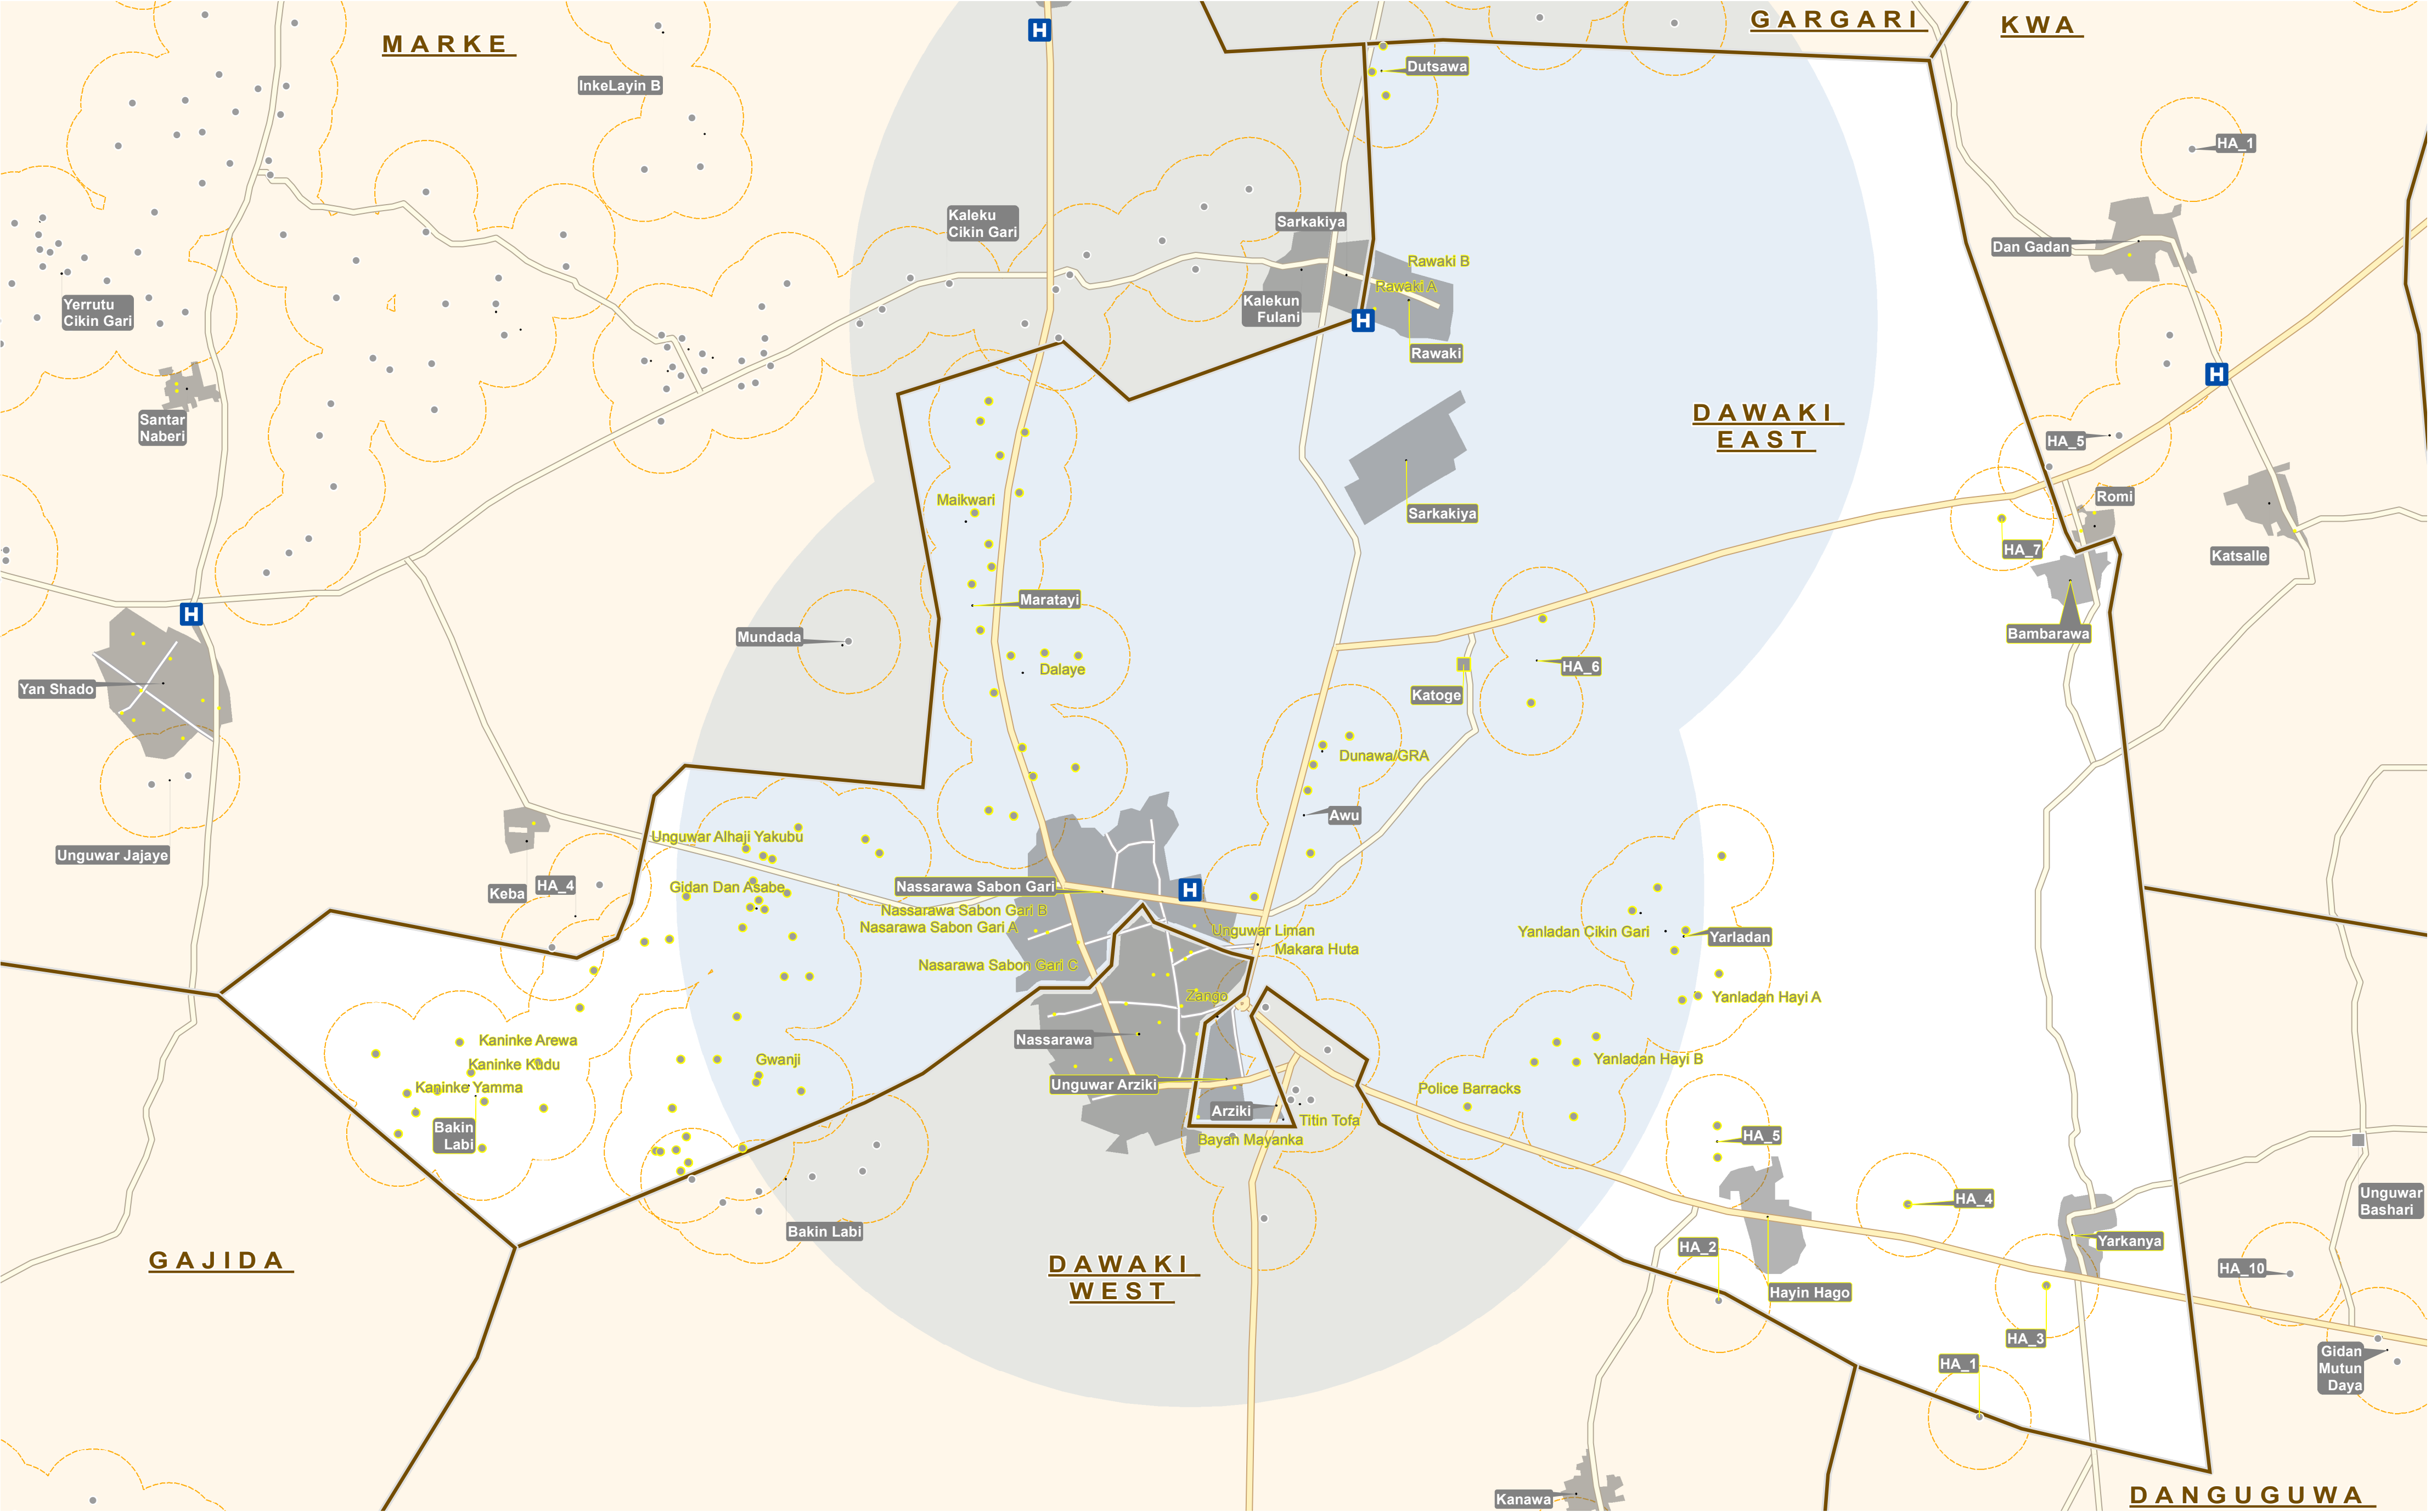 GARGARI
KWA
MARKE
H
InkeLayin B
Dutsawa
HA_1
Kaleku
Cikin Gari
Sarkakiya
Dan Gadan
Rawaki B
Rawaki A
Yerrutu
Cikin Gari
Kalekun
Fulani
H
Rawaki
H
Santar
Naberi
DAWAKI
EAST
HA_5
Maikwari
Romi
Sarkakiya
HA_7
Katsalle
Maratayi
H
Mundada
Bambarawa
Dalaye
HA_6
Yan Shado
Katoge
Dunawa/GRA
Awu
Unguwar Alhaji Yakubu
Unguwar Jajaye
Keba
HA_4
Gidan Dan Asabe
Nassarawa Sabon Gari
H
Nassarawa Sabon Gari B
Nasarawa Sabon Gari A
Unguwar Liman
Yanladan Cikin Gari
Yarladan
Makara Huta
Nasarawa Sabon Gari C
Zango
Yanladan Hayi A
Kaninke Arewa
Nassarawa
Kaninke Kudu
Gwanji
Yanladan Hayi B
Kaninke Yamma
Unguwar Arziki
Police Barracks
Arziki
Titin Tofa
Bakin
Labi
Bayan Mayanka
HA_5
Unguwar
Bashari
HA_4
Bakin Labi
Yarkanya
HA_2
GAJIDA
DAWAKI
WEST
HA_10
Hayin Hago
HA_3
HA_1
Gidan
Mutun
Daya
Kanawa
DANGUGUWA